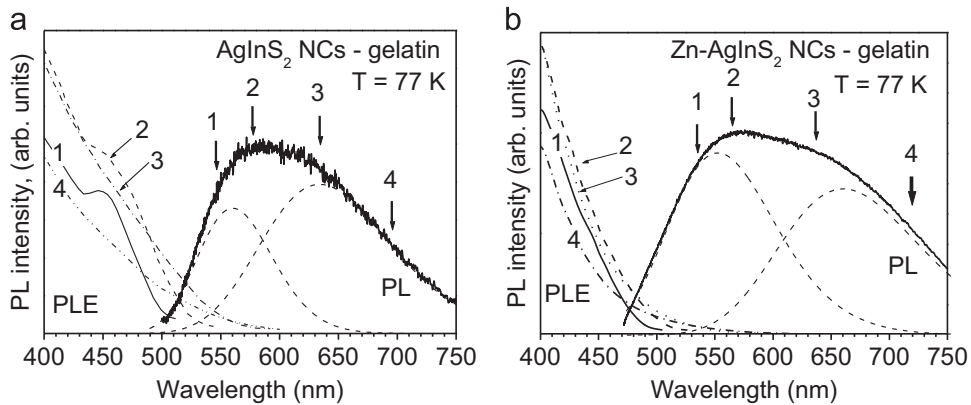 a
AgInS₂ NCs - gelatin
T = 77 K
PL intensity, (arb. units)
1
2
3
4
1
2
3
4
PLE
PL
400 450 500 550 600 650 700 750
Wavelength (nm)
b
Zn-AgInS₂ NCs - gelatin
T = 77 K
PL intensity (arb. units)
1
2
3
4
1
2
3
4
PLE
PL
400 450 500 550 600 650 700 750
Wavelength (nm)